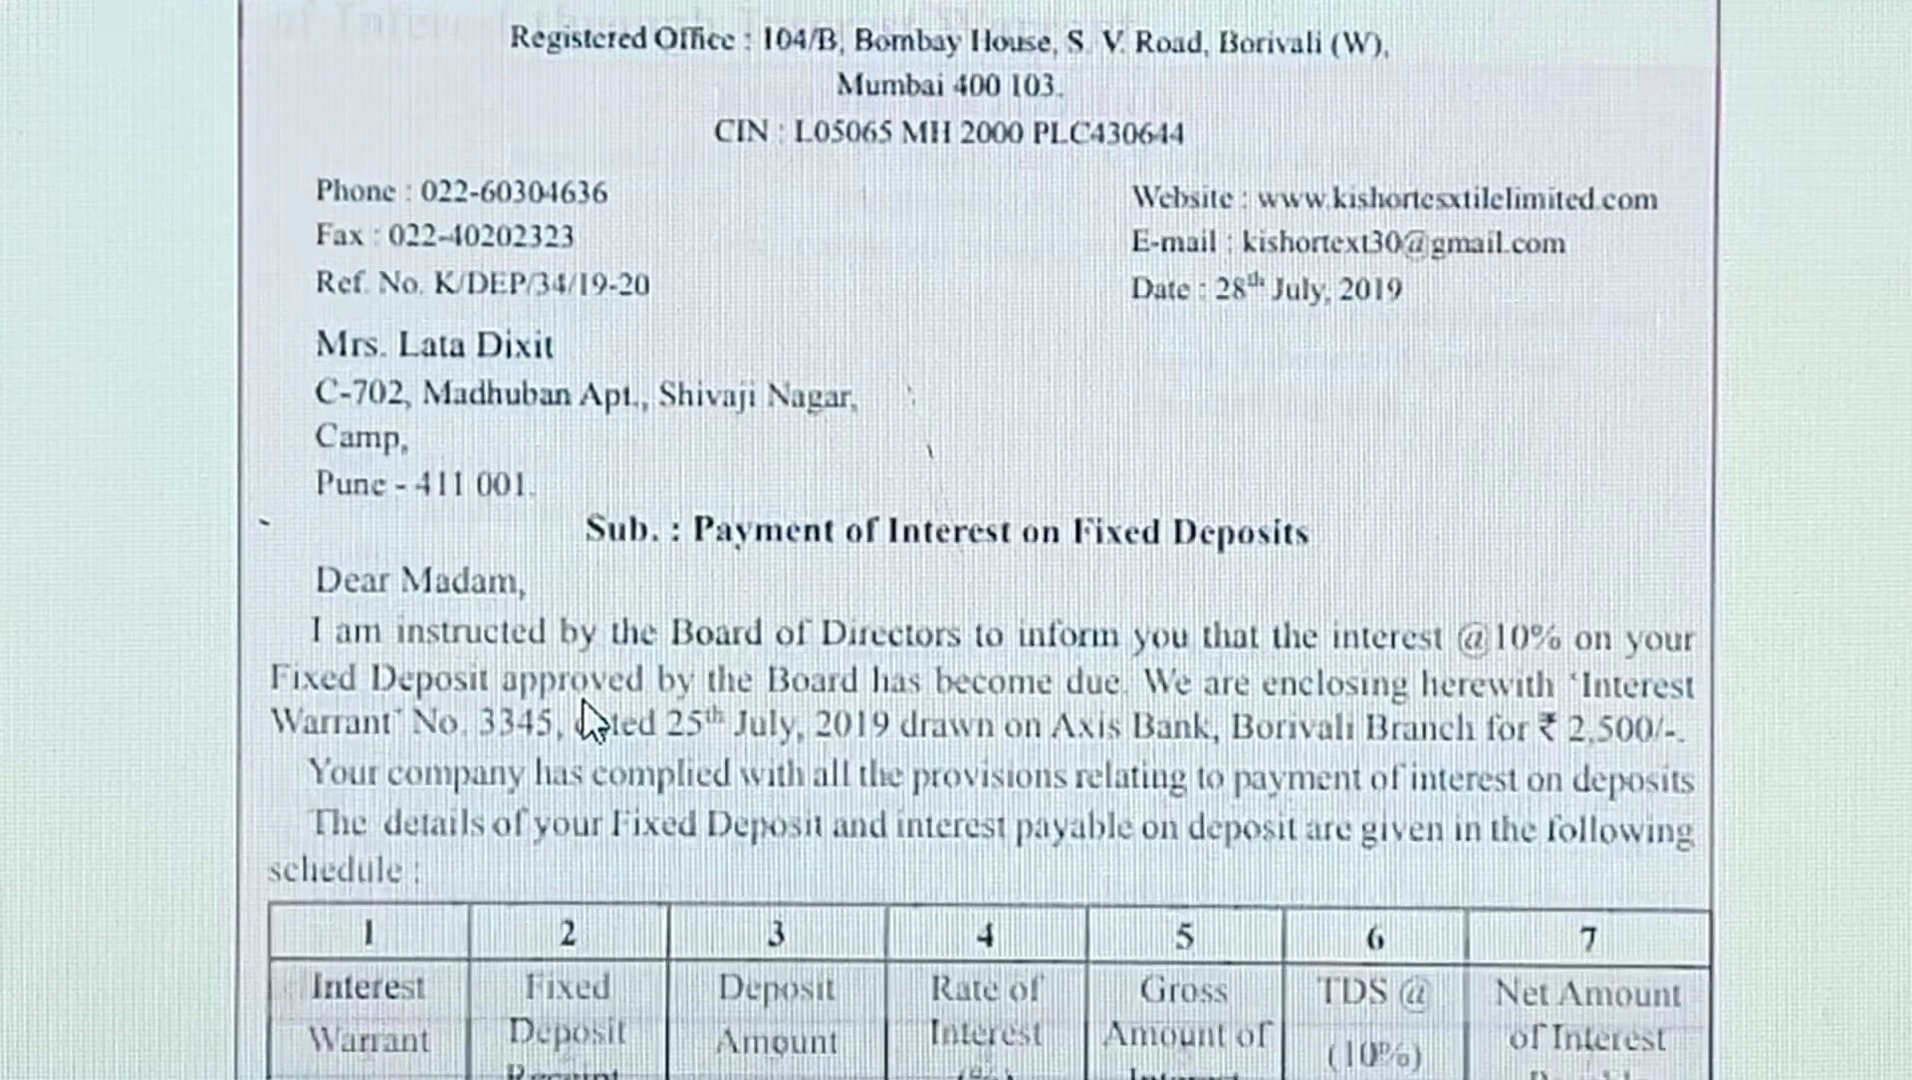 Registered Office : 104/B, Bombay House, S. V. Road, Borivali (W),
Mumbai 400 103.
CIN : L05065 MH 2000 PLC430644
Phone : 022-60304636
Website : www.kishortesxtilelimited.com
Fax : 022-40202323
E-mail : kishortext30@gmail.com
Ref. No. K/DEP/34/19-20
Date : 28th July, 2019
Mrs. Lata Dixit
C-702, Madhuban Apt., Shivaji Nagar,
Camp,
Pune - 411 001.
Sub. : Payment of Interest on Fixed Deposits
Dear Madam,
I am instructed by the Board of Directors to inform you that the interest @10% on your
Fixed Deposit approved by the Board has become due. We are enclosing herewith 'Interest
Warrant' No. 3345, dated 25th July, 2019 drawn on Axis Bank, Borivali Branch for ₹ 2,500/-.
Your company has complied with all the provisions relating to payment of interest on deposits
The details of your Fixed Deposit and interest payable on deposit are given in the following
schedule :
1 2 3 4 5 6 7
Interest Fixed Deposit Rate of Gross TDS @ Net Amount
Warrant Deposit Amount Interest Amount of (10%) of Interest